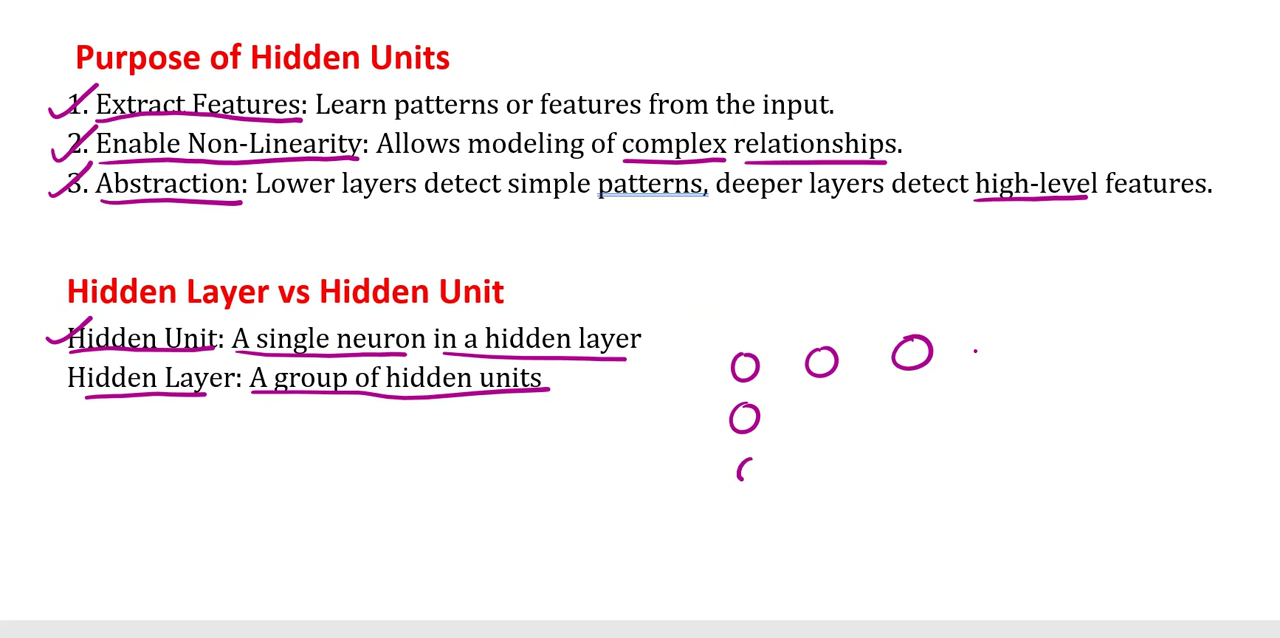 Purpose of Hidden Units
1. Extract Features: Learn patterns or features from the input.
2. Enable Non-Linearity: Allows modeling of complex relationships.
3. Abstraction: Lower layers detect simple patterns, deeper layers detect high-level features.
Hidden Layer vs Hidden Unit
Hidden Unit: A single neuron in a hidden layer
Hidden Layer: A group of hidden units